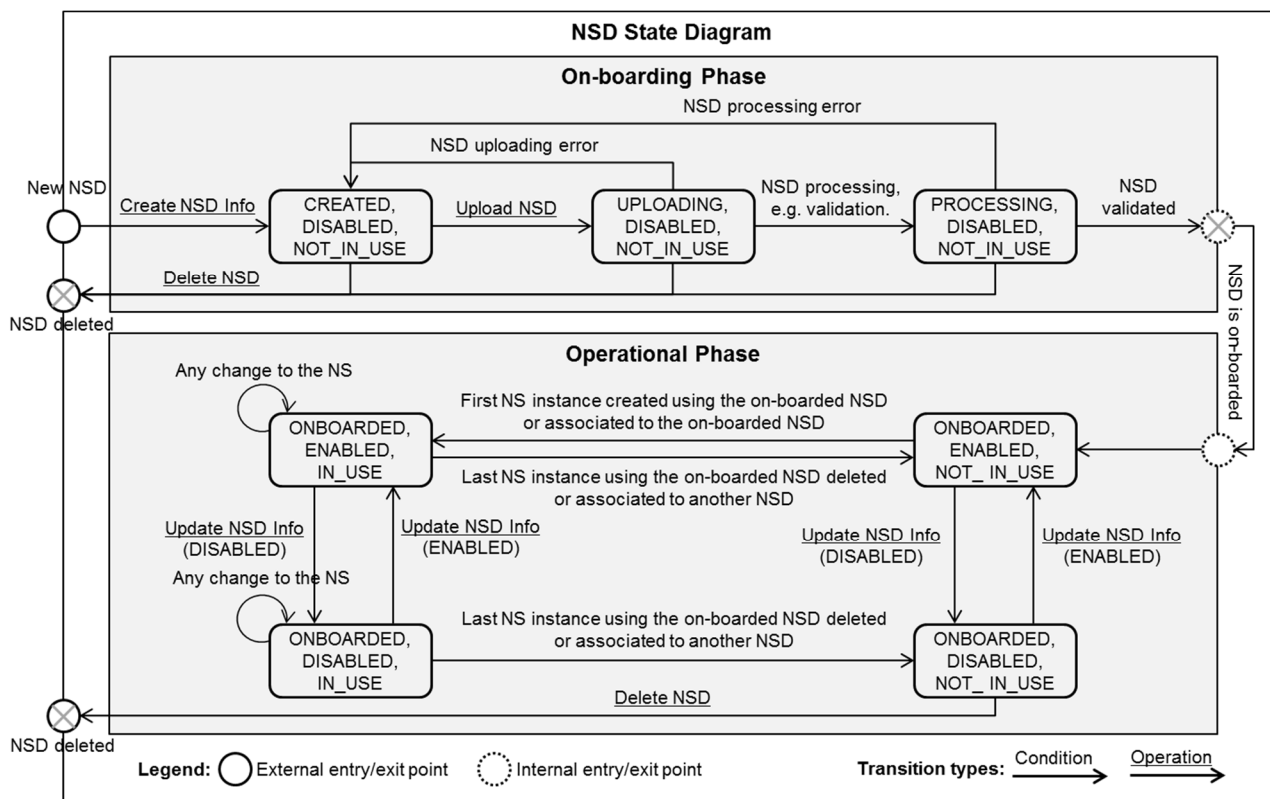 NSD State Diagram
On-boarding Phase
NSD processing error
NSD uploading error
New NSD
Create NSD Info
CREATED,
DISABLED,
NOT_IN_USE
Upload NSD
UPLOADING,
DISABLED,
NOT_IN_USE
NSD processing,
e.g. validation.
PROCESSING,
DISABLED,
NOT_IN_USE
NSD
validated
Delete NSD
NSD deleted
NSD is on-boarded
Operational Phase
Any change to the NS
First NS instance created using the on-boarded NSD
or associated to the on-boarded NSD
ONBOARDED,
ENABLED,
IN_USE
ONBOARDED,
ENABLED,
NOT_ IN_USE
Last NS instance using the on-boarded NSD deleted
or associated to another NSD
Update NSD Info
(DISABLED)
Update NSD Info
(ENABLED)
Update NSD Info
(DISABLED)
Update NSD Info
(ENABLED)
Any change to the NS
Last NS instance using the on-boarded NSD deleted
or associated to another NSD
ONBOARDED,
DISABLED,
IN_USE
ONBOARDED,
DISABLED,
NOT_ IN_USE
Delete NSD
NSD deleted
Legend:
External entry/exit point
Internal entry/exit point
Transition types:
Condition
Operation